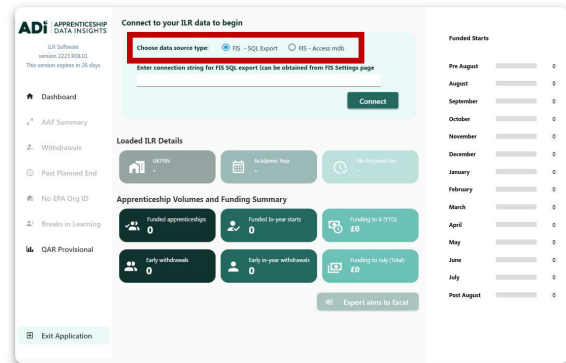 ADi APPRENTICESHIP
DATA INSIGHTS
ILR Software
version 2223.R08.01
This version expires in 26 days
Dashboard
AAF Summary
Withdrawals
Past Planned End
No EPA Org ID
Breaks in Learning
QAR Provisional
Exit Application
Connect to your ILR data to begin
Choose data source type: FIS - SQL Export FIS - Access mdb
Enter connection string for FIS SQL export (can be obtained from FIS Settings page
Connect
Loaded ILR Details
UKPRN
-
Academic Year
-
File Prepared on
-
Apprenticeship Volumes and Funding Summary
Funded apprenticeships
0
Funded In-year starts
0
Funding to X (YTD)
£0
Early withdrawals
0
Early in-year withdrawals
0
Funding to July (Total)
£0
Export aims to Excel
Funded Starts
Pre August 0
August 0
September 0
October 0
November 0
December 0
January 0
February 0
March 0
April 0
May 0
June 0
July 0
Post August 0